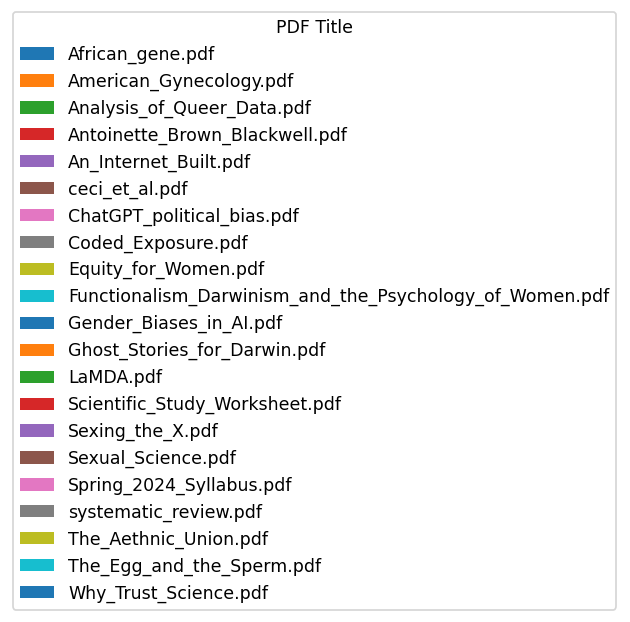 PDF Title
African_gene.pdf
American_Gynecology.pdf
Analysis_of_Queer_Data.pdf
Antoinette_Brown_Blackwell.pdf
An_Internet_Built.pdf
ceci_et_al.pdf
ChatGPT_political_bias.pdf
Coded_Exposure.pdf
Equity_for_Women.pdf
Functionalism_Darwinism_and_the_Psychology_of_Women.pdf
Gender_Biases_in_AI.pdf
Ghost_Stories_for_Darwin.pdf
LaMDA.pdf
Scientific_Study_Worksheet.pdf
Sexing_the_X.pdf
Sexual_Science.pdf
Spring_2024_Syllabus.pdf
systematic_review.pdf
The_Aethnic_Union.pdf
The_Egg_and_the_Sperm.pdf
Why_Trust_Science.pdf